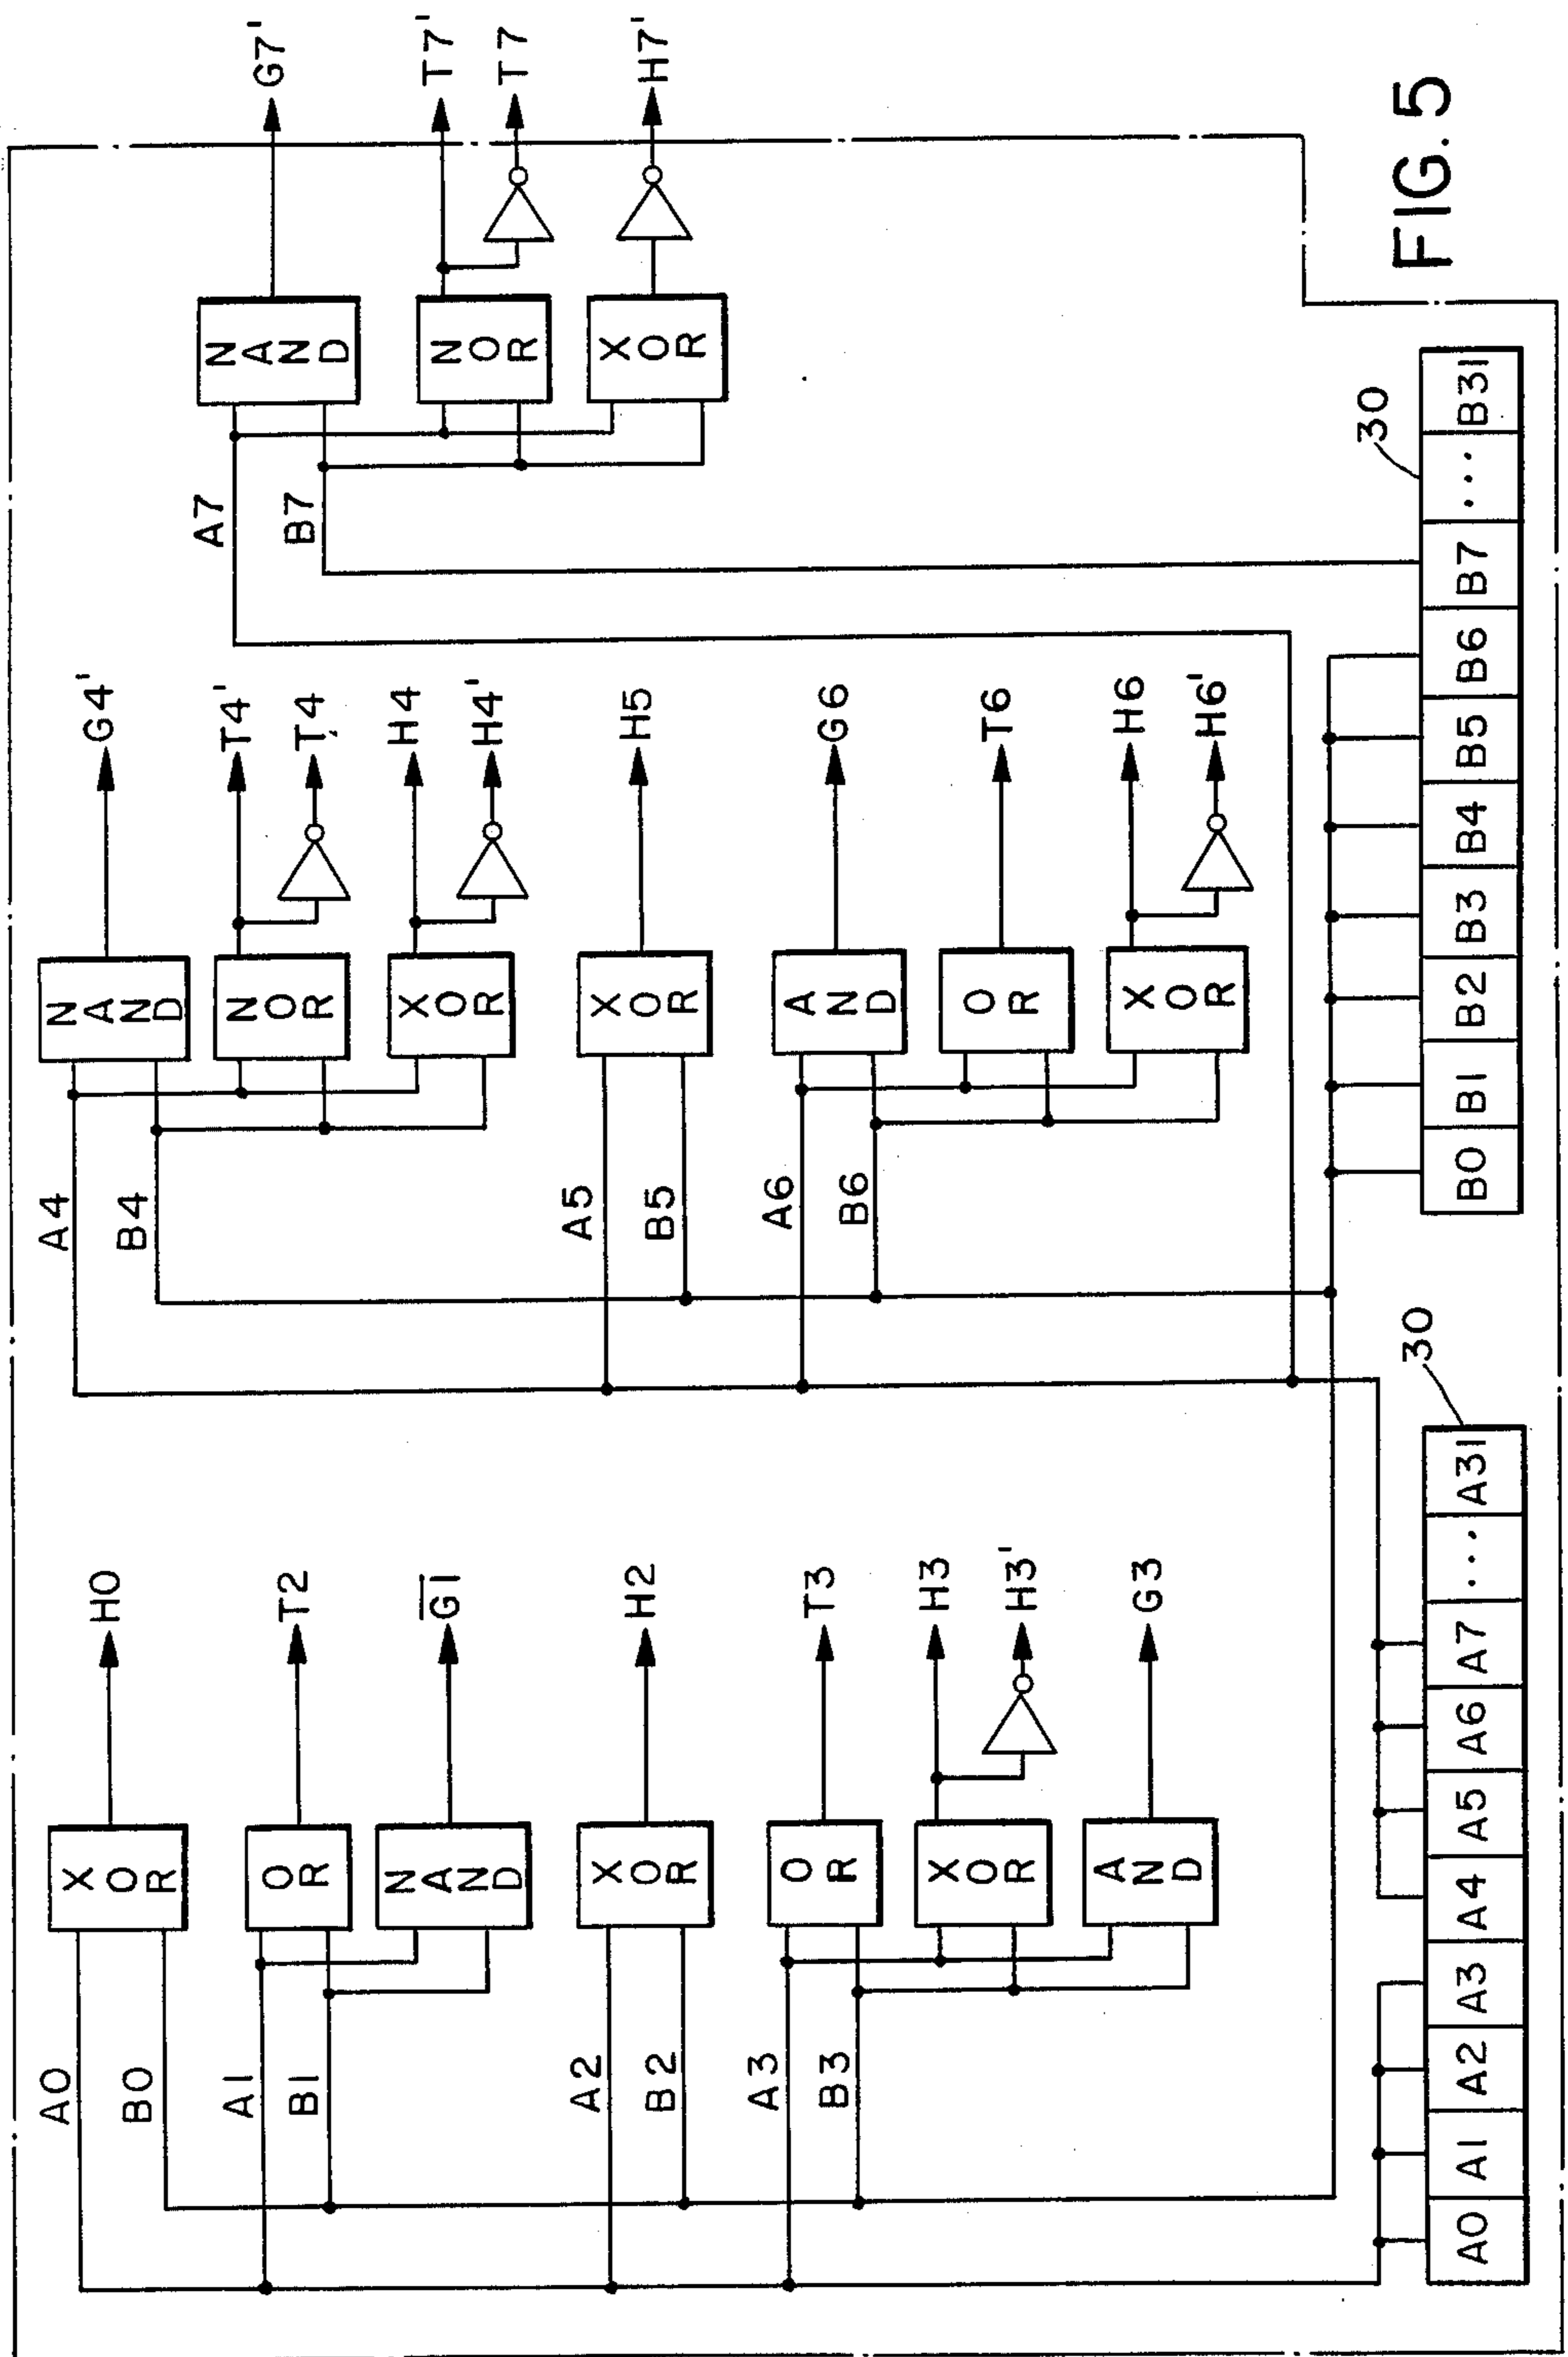 A0
B0
XOR
H0
A1
B1
OR
T2
NAND
G1
A2
B2
XOR
H2
A3
B3
OR
T3
XOR
H3
H3'
AND
G3
A4
B4
NAND
G4'
NOR
T4'
T4
XOR
H4
H4'
A5
B5
XOR
H5
A6
B6
AND
G6
OR
T6
XOR
H6
H6'
A7
B7
NAND
G7'
NOR
T7'
T7
XOR
H7'
30
A0 A1 A2 A3 A4 A5 A6 A7 ... A31
30
B0 B1 B2 B3 B4 B5 B6 B7 ... B31
FIG. 5